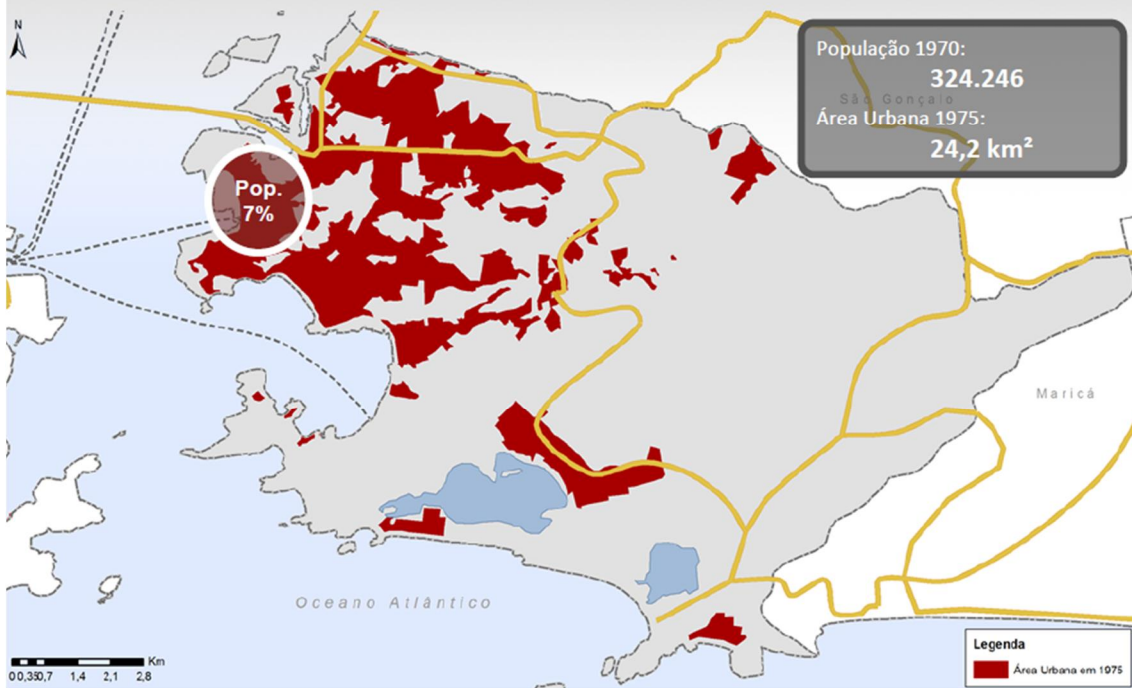 N
População 1970:
324.246
São Gonçalo
Área Urbana 1975:
24,2 km²
Pop.
7%
Maricá
Oceano Atlântico
Km
0 0,35 0,7 1,4 2,1 2,8
Legenda
Área Urbana em 1975